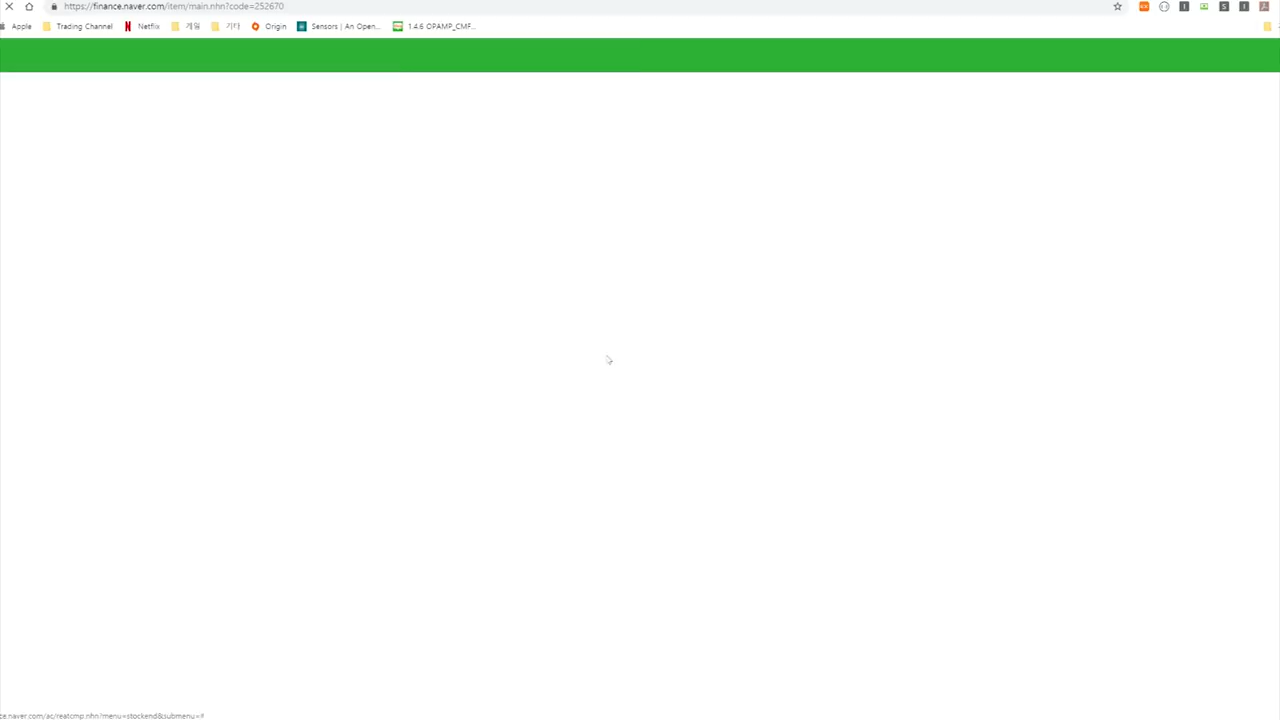 https://finance.naver.com/item/main.nhn?code=252670
Apple Trading Channel Netflix 게임 기타 Origin Sensors | An Open... 1.4.6 OPAMP_CMF...
ce.naver.com/ac/reatcmp.nhn?menu=stockend&submenu=#